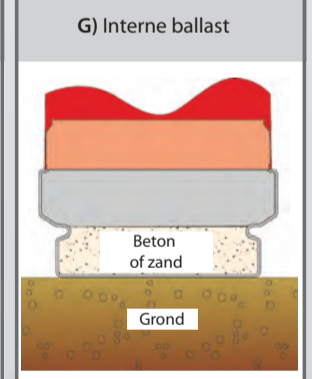 G) Interne ballast
Beton
of zand
Grond